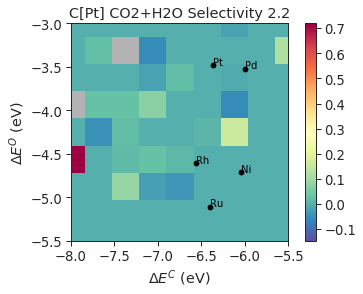 C[Pt] CO2+H2O Selectivity 2.2
−3.0
−3.5
−4.0
−4.5
−5.0
−5.5
ΔE^O (eV)
Pt
Pd
Rh
Ni
Ru
−8.0 −7.5 −7.0 −6.5 −6.0 −5.5
ΔE^C (eV)
0.7
0.6
0.5
0.4
0.3
0.2
0.1
0.0
−0.1